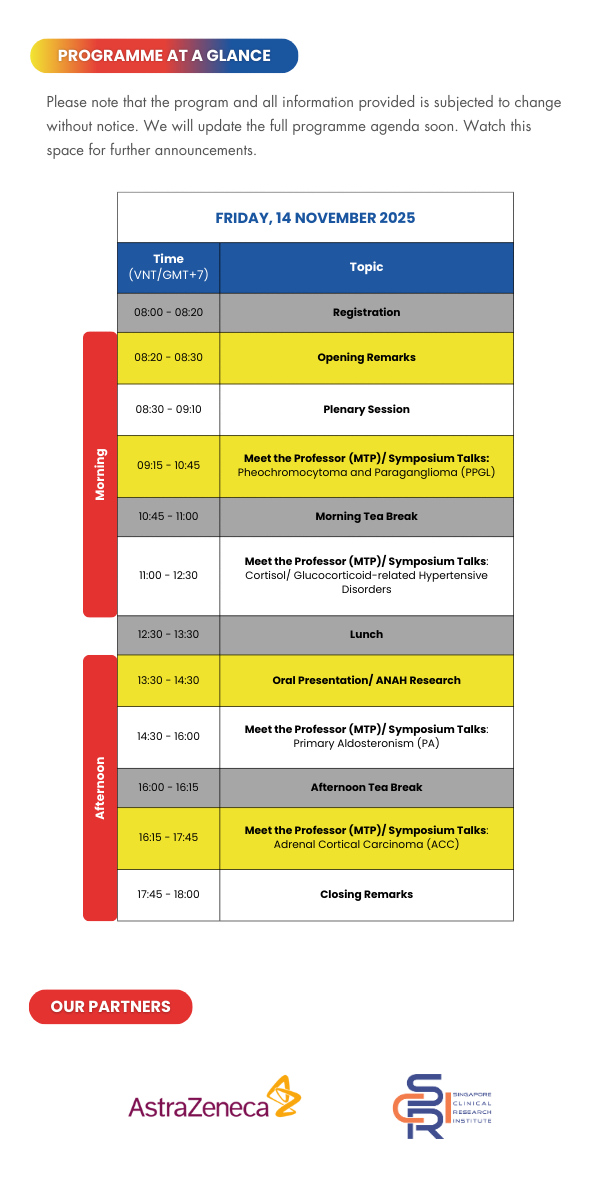 PROGRAMME AT A GLANCE
Please note that the program and all information provided is subjected to change
without notice. We will update the full programme agenda soon. Watch this
space for further announcements.
FRIDAY, 14 NOVEMBER 2025
Time
(VNT/GMT+7)
Topic
08:00 - 08:20
Registration
Morning
08:20 - 08:30
Opening Remarks
08:30 - 09:10
Plenary Session
09:15 - 10:45
Meet the Professor (MTP)/ Symposium Talks:
Pheochromocytoma and Paraganglioma (PPGL)
10:45 - 11:00
Morning Tea Break
11:00 - 12:30
Meet the Professor (MTP)/ Symposium Talks:
Cortisol/ Glucocorticoid-related Hypertensive
Disorders
12:30 - 13:30
Lunch
Afternoon
13:30 - 14:30
Oral Presentation/ ANAH Research
14:30 - 16:00
Meet the Professor (MTP)/ Symposium Talks:
Primary Aldosteronism (PA)
16:00 - 16:15
Afternoon Tea Break
16:15 - 17:45
Meet the Professor (MTP)/ Symposium Talks:
Adrenal Cortical Carcinoma (ACC)
17:45 - 18:00
Closing Remarks
OUR PARTNERS
AstraZeneca
SCRI
SINGAPORE
CLINICAL
RESEARCH
INSTITUTE